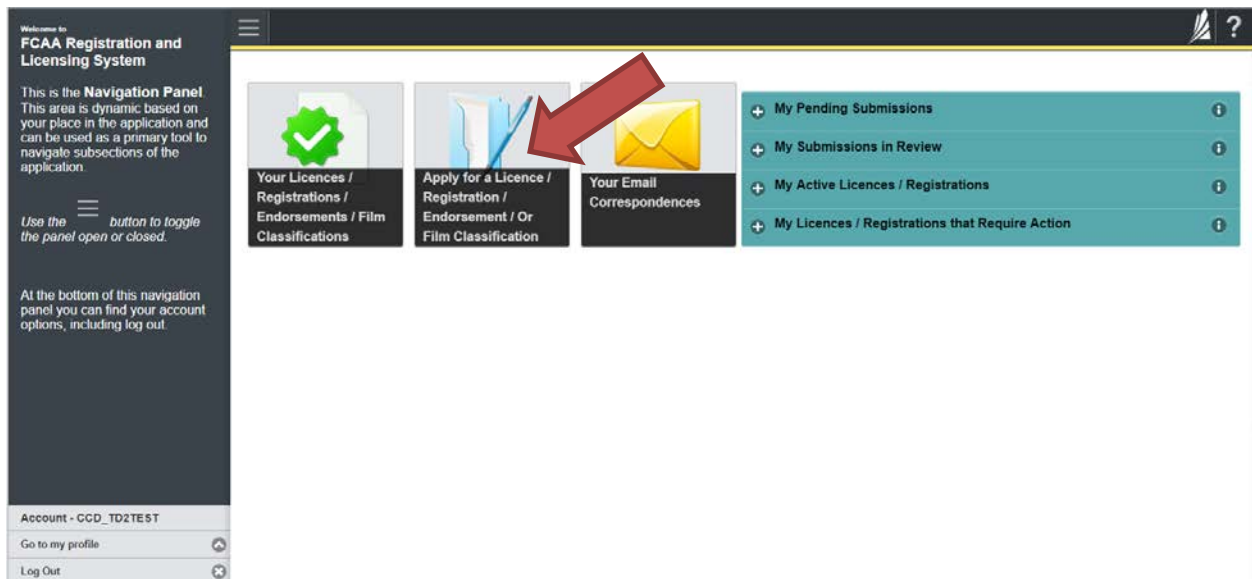 Welcome to
FCAA Registration and
Licensing System
This is the Navigation Panel.
This area is dynamic based on
your place in the application and
can be used as a primary tool to
navigate subsections of the
application.
Use the button to toggle
the panel open or closed.
At the bottom of this navigation
panel you can find your account
options, including log out.
Account - CCD_TD2TEST
Go to my profile
Log Out
?
Your Licences /
Registrations /
Endorsements / Film
Classifications
Apply for a Licence /
Registration /
Endorsement / Or
Film Classification
Your Email
Correspondences
My Pending Submissions
My Submissions in Review
My Active Licences / Registrations
My Licences / Registrations that Require Action